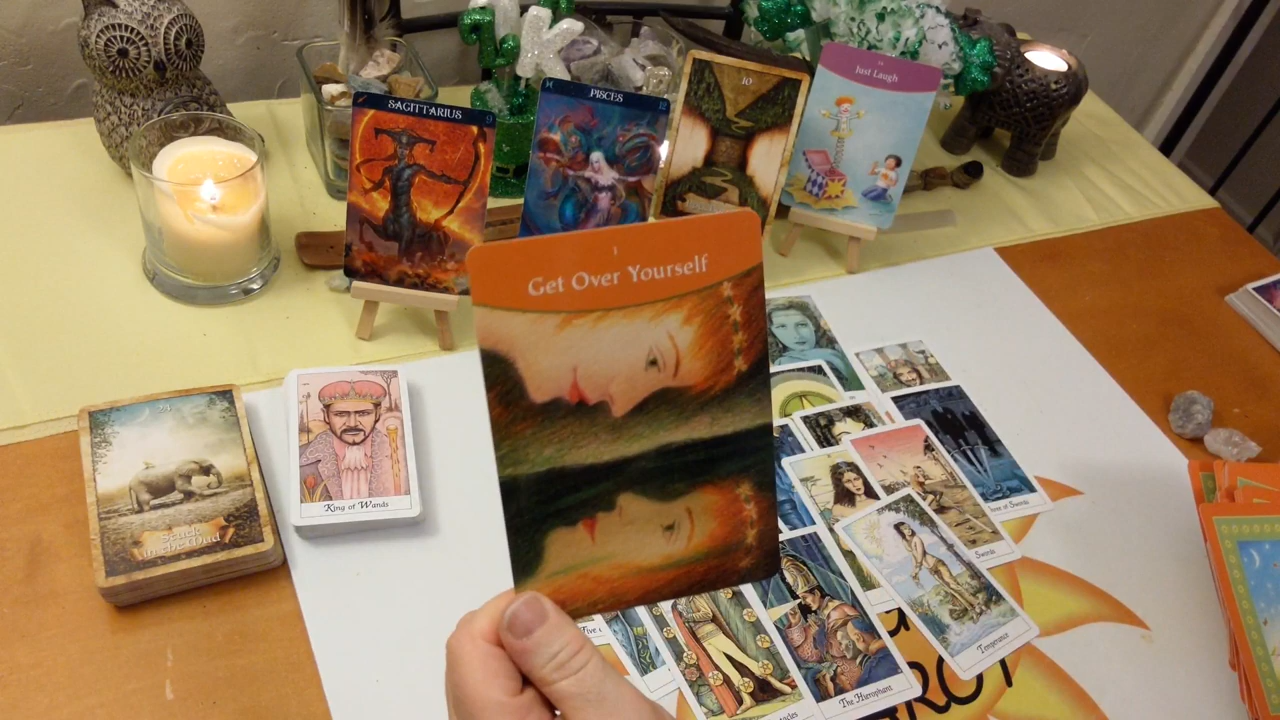 SAGITTARIUS
9
PISCES
12
10
Just Laugh
1
Get Over Yourself
24
Stuck
in the Mud
King of Wands
Three of Swords
Swords
Temperance
The Hierophant
Five